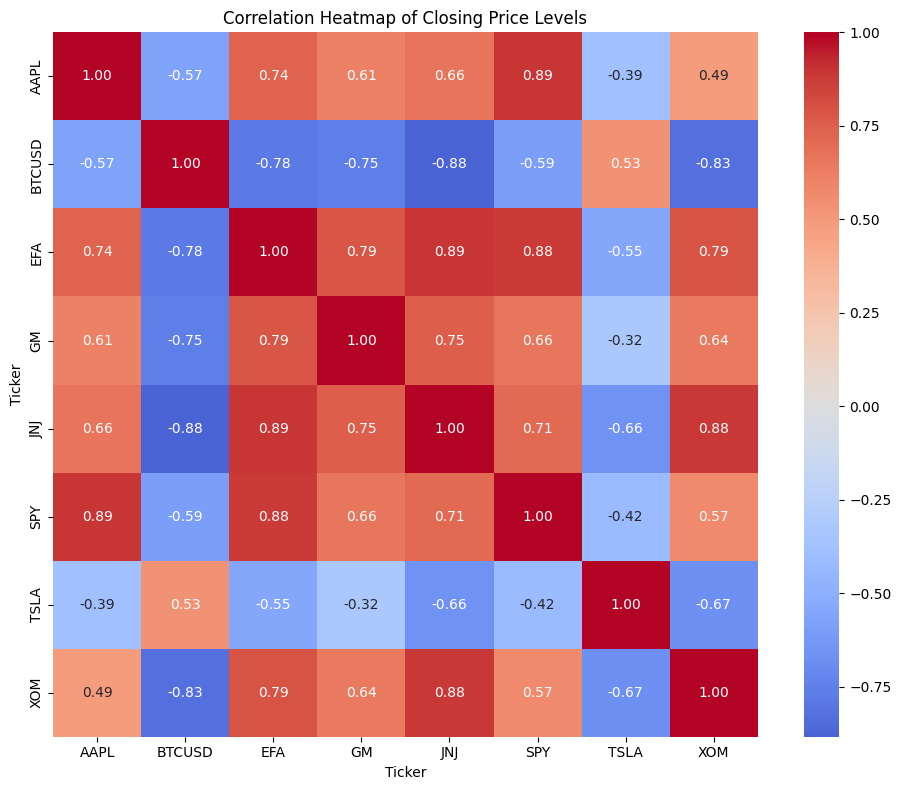 Correlation Heatmap of Closing Price Levels
AAPL 1.00 -0.57 0.74 0.61 0.66 0.89 -0.39 0.49
BTCUSD -0.57 1.00 -0.78 -0.75 -0.88 -0.59 0.53 -0.83
EFA 0.74 -0.78 1.00 0.79 0.89 0.88 -0.55 0.79
GM 0.61 -0.75 0.79 1.00 0.75 0.66 -0.32 0.64
JNJ 0.66 -0.88 0.89 0.75 1.00 0.71 -0.66 0.88
SPY 0.89 -0.59 0.88 0.66 0.71 1.00 -0.42 0.57
TSLA -0.39 0.53 -0.55 -0.32 -0.66 -0.42 1.00 -0.67
XOM 0.49 -0.83 0.79 0.64 0.88 0.57 -0.67 1.00
AAPL BTCUSD EFA GM JNJ SPY TSLA XOM
Ticker
Ticker
1.00
0.75
0.50
0.25
0.00
−0.25
−0.50
−0.75